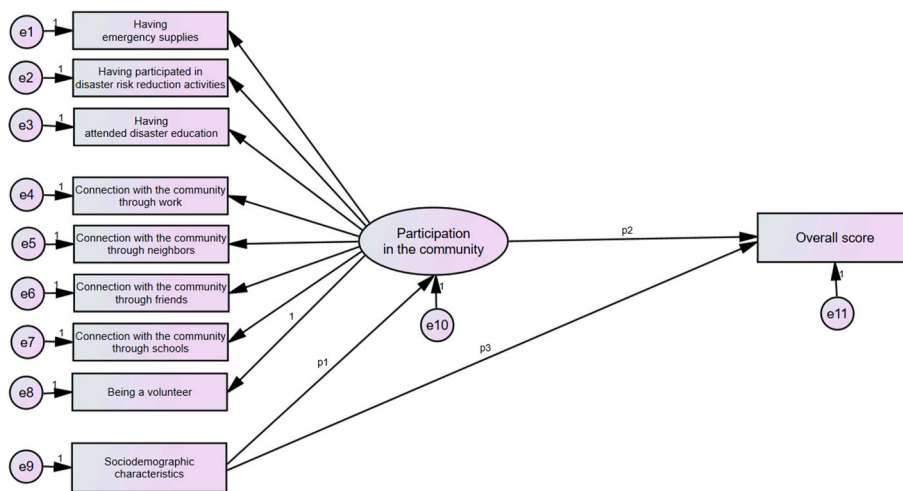 e1
1
Having
emergency supplies
e2
1
Having participated in
disaster risk reduction activities
e3
1
Having
attended disaster education
e4
1
Connection with the community
through work
e5
1
Connection with the community
through neighbors
e6
1
Connection with the community
through friends
e7
1
Connection with the community
through schools
e8
1
Being a volunteer
e9
1
Sociodemographic
characteristics
1
p1
Participation
in the community
1
e10
p2
p3
Overall score
1
e11